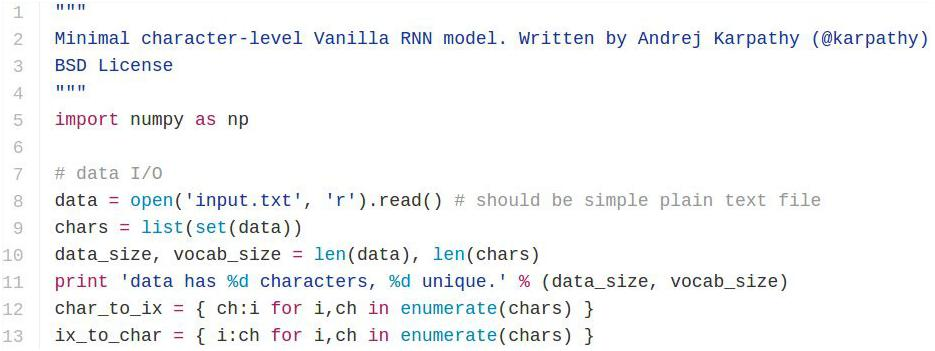 1 """
2 Minimal character-level Vanilla RNN model. Written by Andrej Karpathy (@karpathy)
3 BSD License
4 """
5 import numpy as np
6
7 # data I/O
8 data = open('input.txt', 'r').read() # should be simple plain text file
9 chars = list(set(data))
10 data_size, vocab_size = len(data), len(chars)
11 print 'data has %d characters, %d unique.' % (data_size, vocab_size)
12 char_to_ix = { ch:i for i,ch in enumerate(chars) }
13 ix_to_char = { i:ch for i,ch in enumerate(chars) }